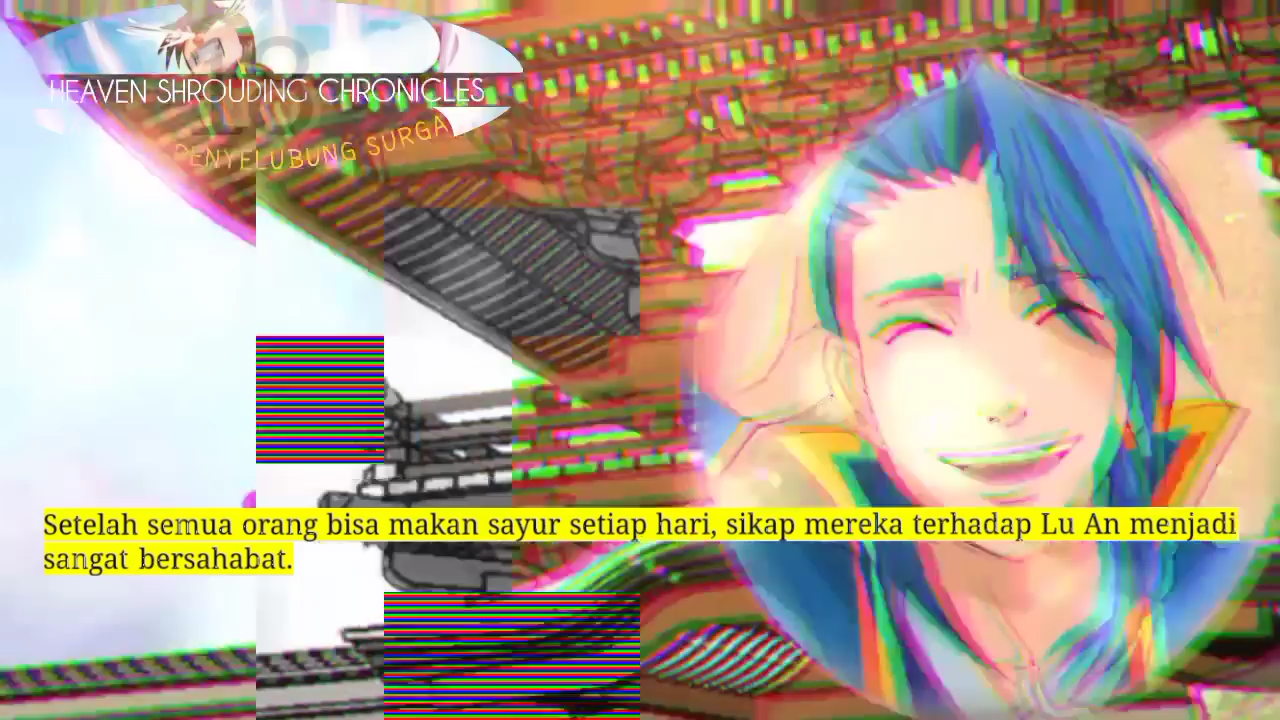 HEAVEN SHROUDING CHRONICLES
PENYELUBUNG SURGA
Setelah semua orang bisa makan sayur setiap hari, sikap mereka terhadap Lu An menjadi
sangat bersahabat.